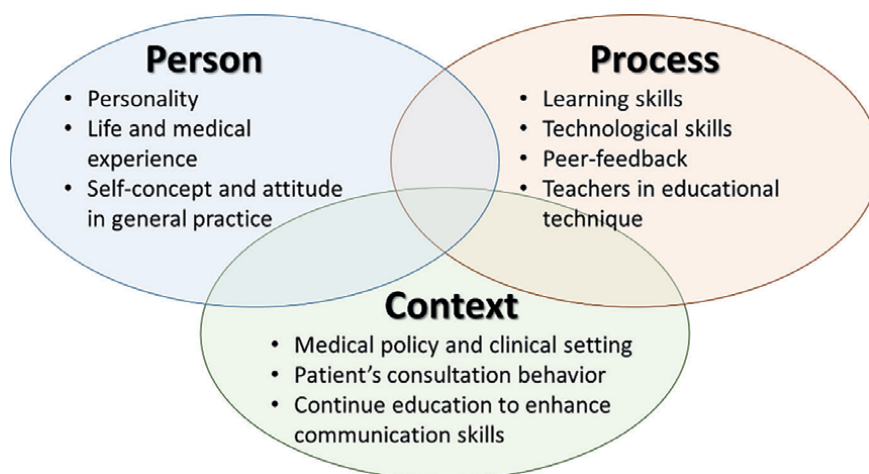 Person
• Personality
• Life and medical
experience
• Self-concept and attitude
in general practice
Process
• Learning skills
• Technological skills
• Peer-feedback
• Teachers in educational
technique
Context
• Medical policy and clinical setting
• Patient's consultation behavior
• Continue education to enhance
communication skills